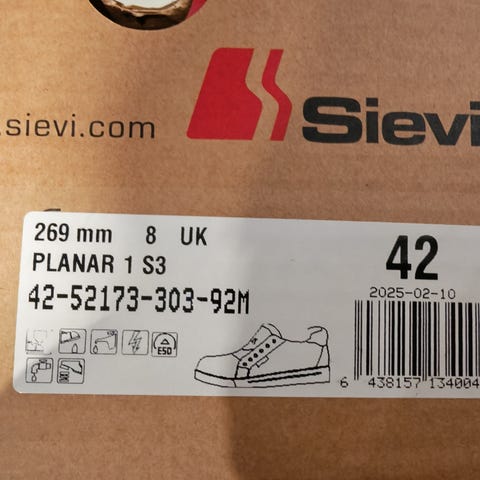 .sievi.com
Sievi
269 mm 8 UK
PLANAR 1 S3
42-52173-303-92M
42
2025-02-10
ESD
6 438157 134004